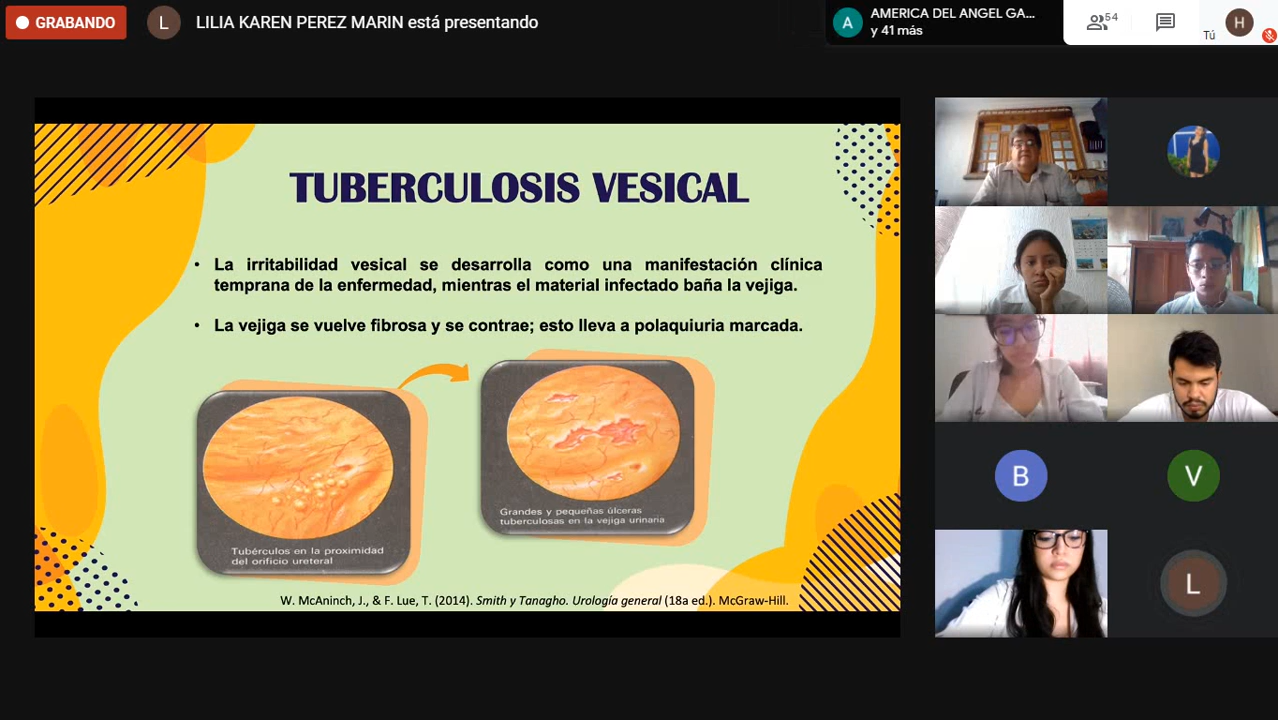 GRABANDO
L
LILIA KAREN PEREZ MARIN está presentando
A
AMERICA DEL ANGEL GA...
y 41 más
54
Tú
H
TUBERCULOSIS VESICAL
• La irritabilidad vesical se desarrolla como una manifestación clínica
temprana de la enfermedad, mientras el material infectado baña la vejiga.
• La vejiga se vuelve fibrosa y se contrae; esto lleva a polaquiuria marcada.
Tubérculos en la proximidad
del orificio ureteral
Grandes y pequeñas úlceras
tuberculosas en la vejiga urinaria
W. McAninch, J., & F. Lue, T. (2014). Smith y Tanagho. Urología general (18a ed.). McGraw-Hill.
B
V
L